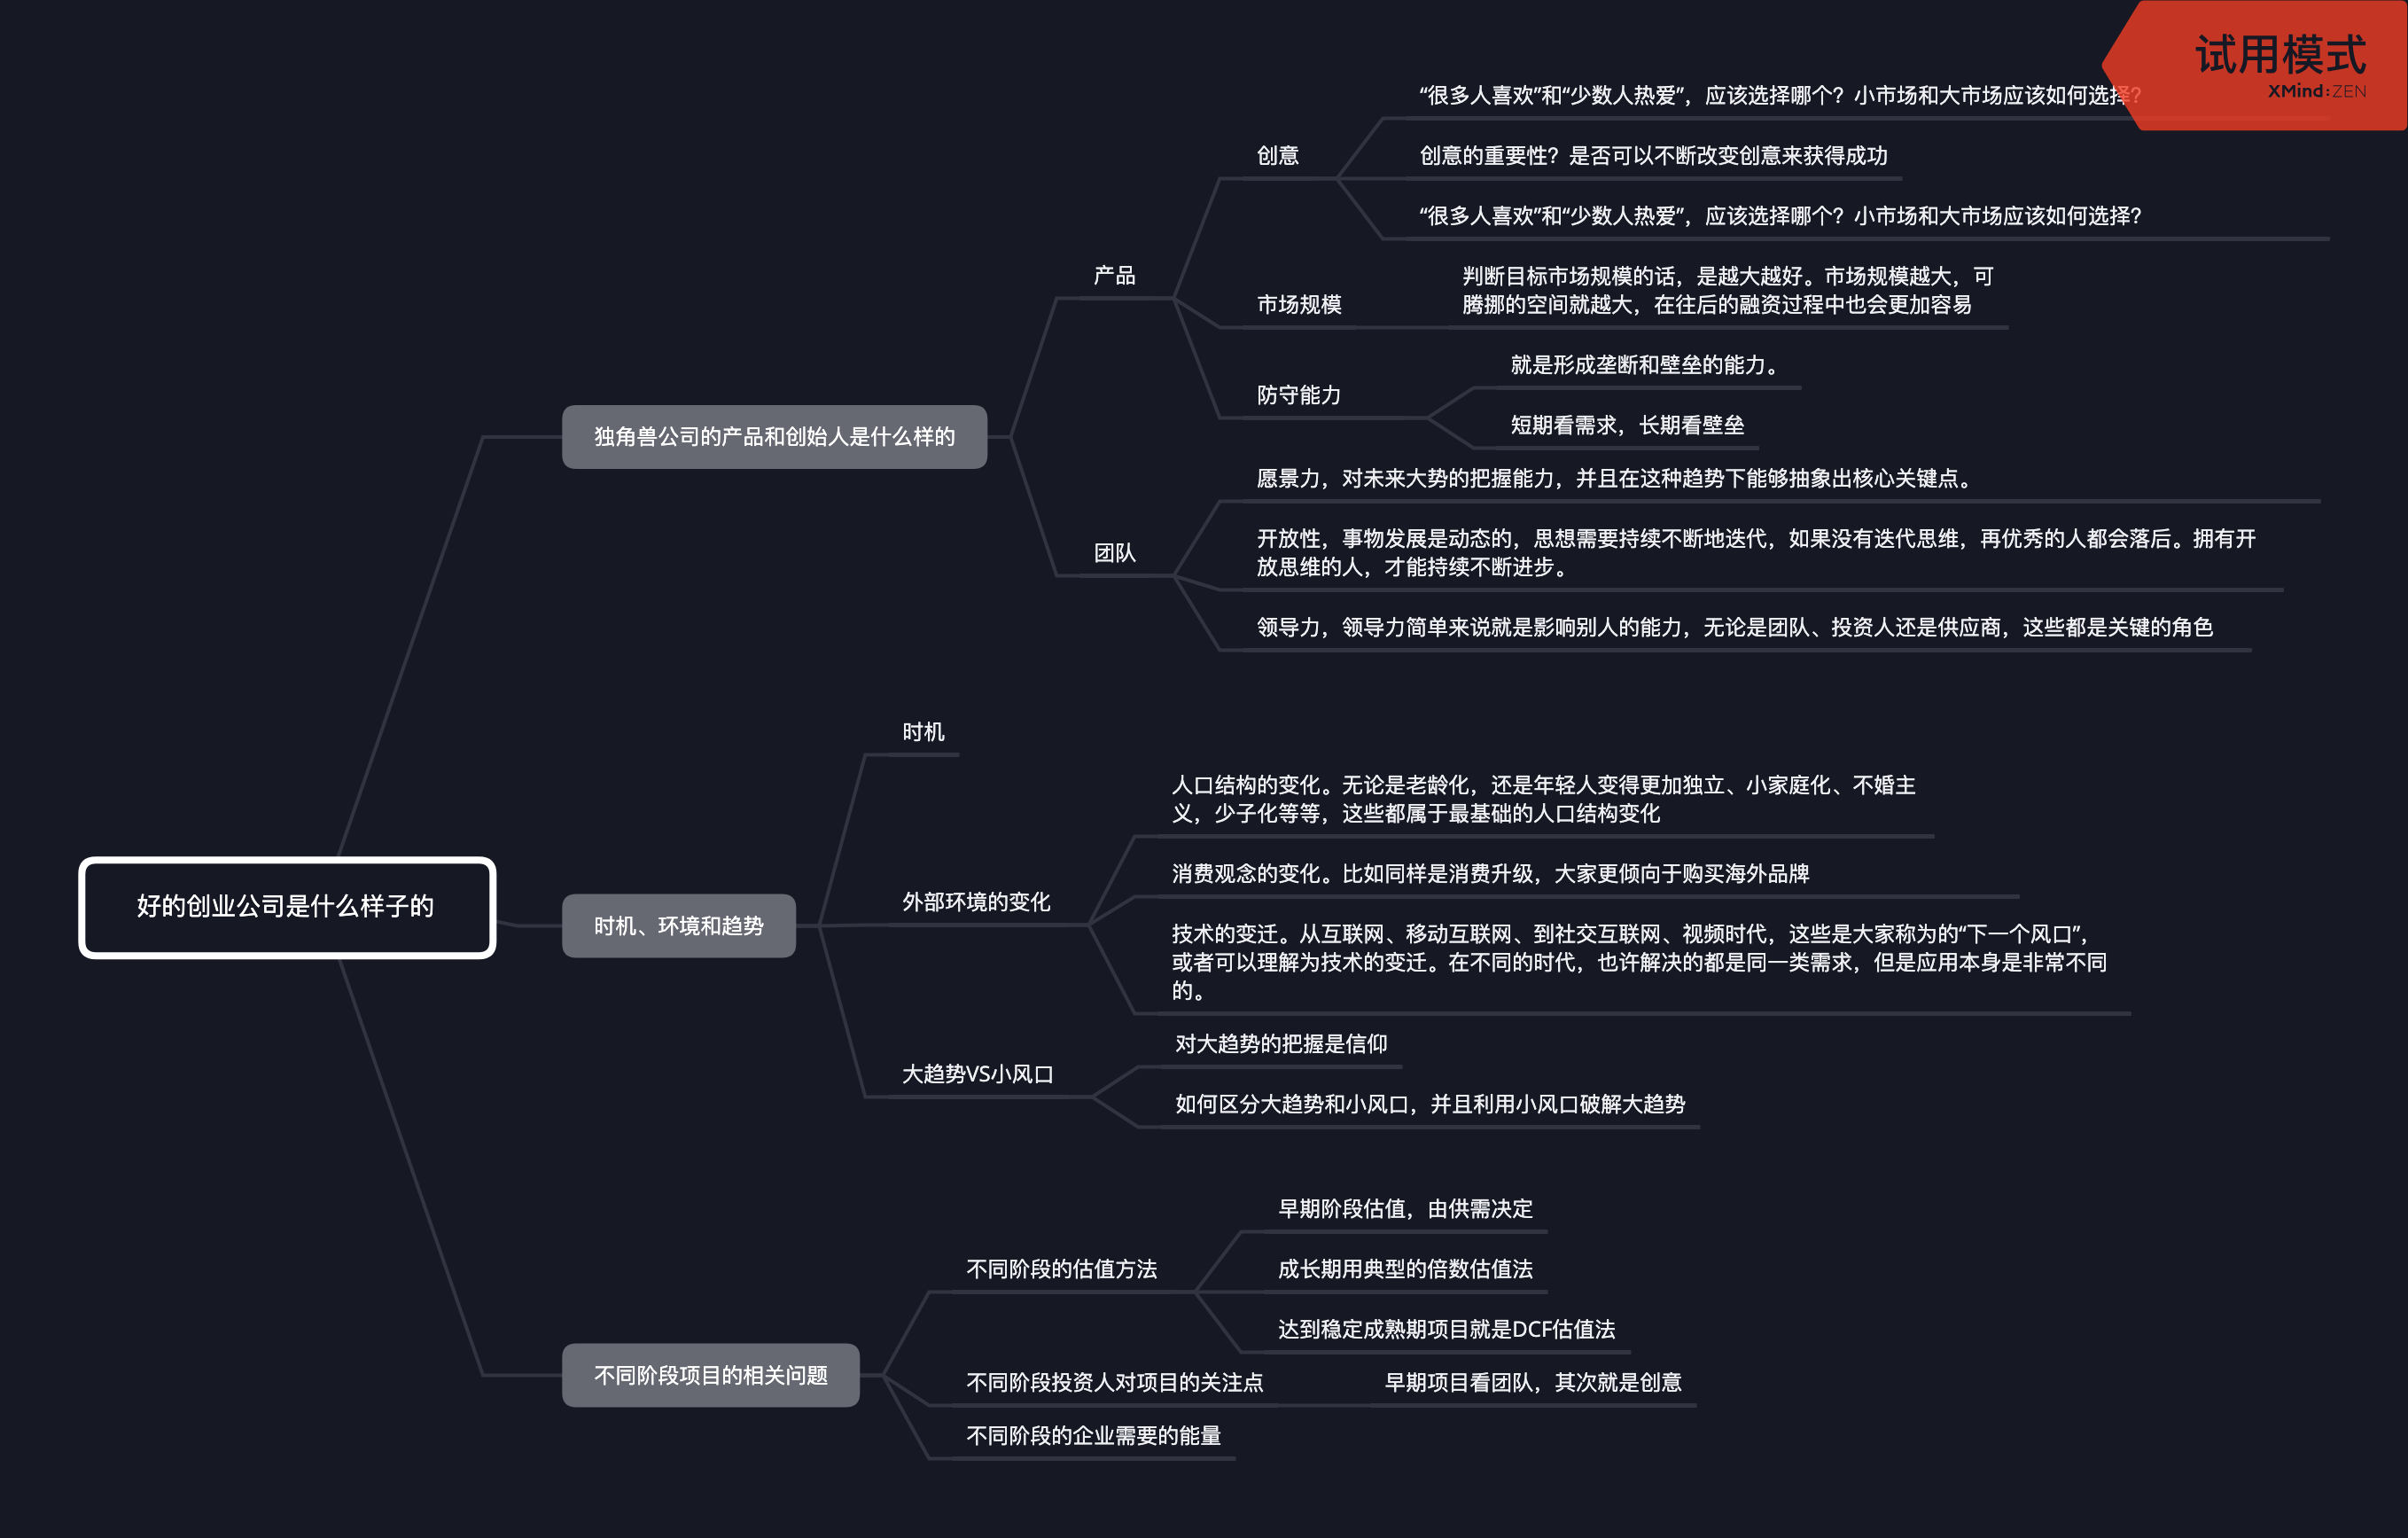 试用模式
XMind:ZEN
好的创业公司是什么样子的
独角兽公司的产品和创始人是什么样的
产品
创意
“很多人喜欢”和“少数人热爱”，应该选择哪个？小市场和大市场应该如何选择？
创意的重要性？是否可以不断改变创意来获得成功
“很多人喜欢”和“少数人热爱”，应该选择哪个？小市场和大市场应该如何选择？
市场规模
判断目标市场规模的话，是越大越好。市场规模越大，可
腾挪的空间就越大，在往后的融资过程中也会更加容易
防守能力
就是形成垄断和壁垒的能力。
短期看需求，长期看壁垒
团队
愿景力，对未来大势的把握能力，并且在这种趋势下能够抽象出核心关键点。
开放性，事物发展是动态的，思想需要持续不断地迭代，如果没有迭代思维，再优秀的人都会落后。拥有开
放思维的人，才能持续不断进步。
领导力，领导力简单来说就是影响别人的能力，无论是团队、投资人还是供应商，这些都是关键的角色
时机、环境和趋势
时机
外部环境的变化
人口结构的变化。无论是老龄化，还是年轻人变得更加独立、小家庭化、不婚主
义，少子化等等，这些都属于最基础的人口结构变化
消费观念的变化。比如同样是消费升级，大家更倾向于购买海外品牌
技术的变迁。从互联网、移动互联网、到社交互联网、视频时代，这些是大家称为的“下一个风口”，
或者可以理解为技术的变迁。在不同的时代，也许解决的都是同一类需求，但是应用本身是非常不同
的。
大趋势VS小风口
对大趋势的把握是信仰
如何区分大趋势和小风口，并且利用小风口破解大趋势
不同阶段项目的相关问题
不同阶段的估值方法
早期阶段估值，由供需决定
成长期用典型的倍数估值法
达到稳定成熟期项目就是DCF估值法
不同阶段投资人对项目的关注点
早期项目看团队，其次就是创意
不同阶段的企业需要的能量